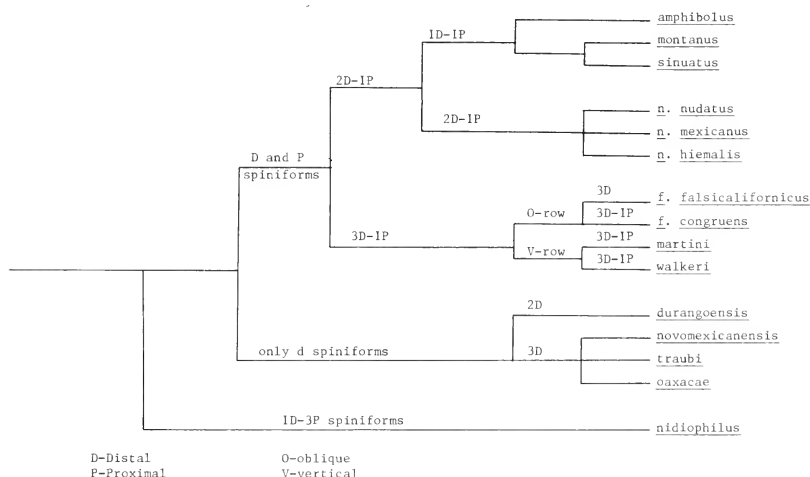 amphibolus
1D-1P
montanus
sinuatus
2D-1P
n. nudatus
2D-1P
n. mexicanus
D and P
n. hiemalis
spiniforms
3D
f. falsicalifornicus
O-row
3D-1P
f. congruens
3D-1P
3D-1P
martini
V-row
3D-1P
walkeri
2D
durangoensis
novomexicanensis
only d spiniforms
3D
traubi
oaxacae
1D-3P spiniforms
nidiophilus
D-Distal
O-oblique
P-Proximal
V-vertical